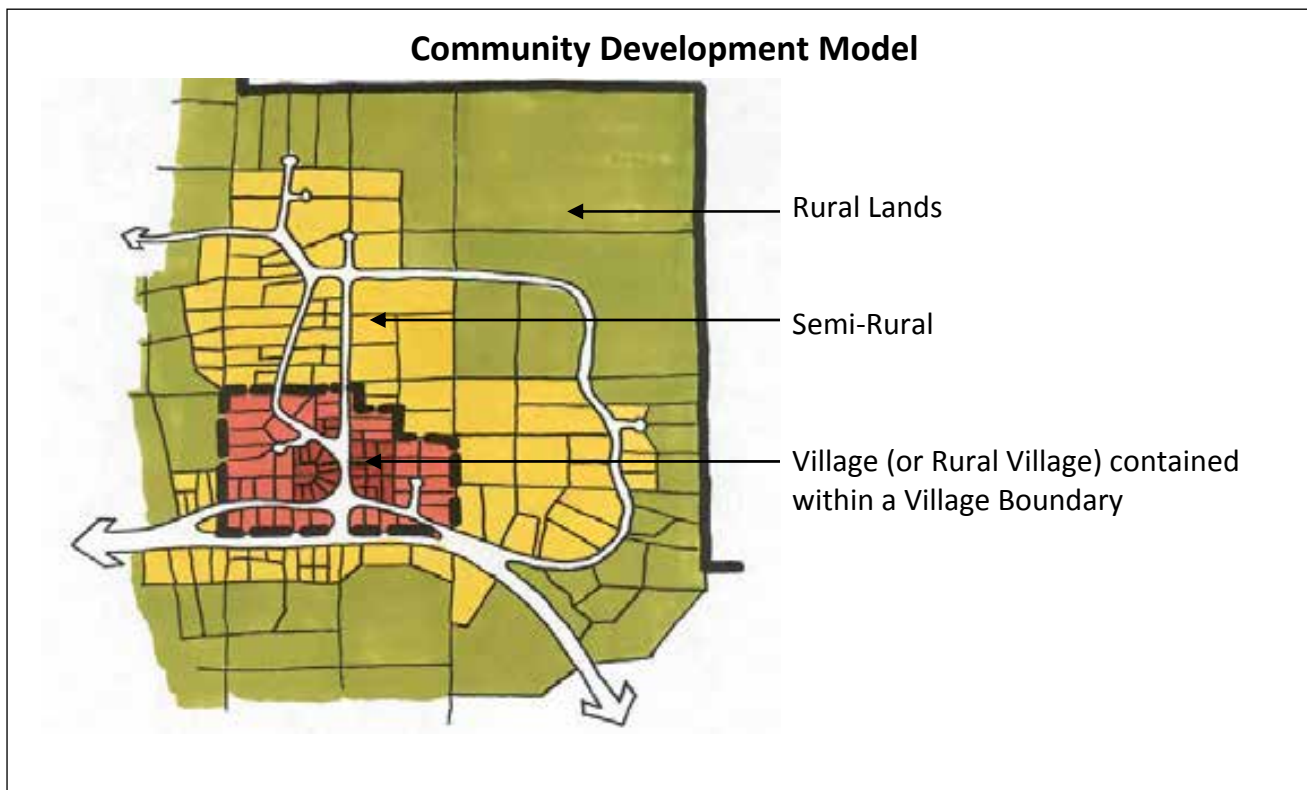 Community Development Model
Rural Lands
Semi-Rural
Village (or Rural Village) contained
within a Village Boundary